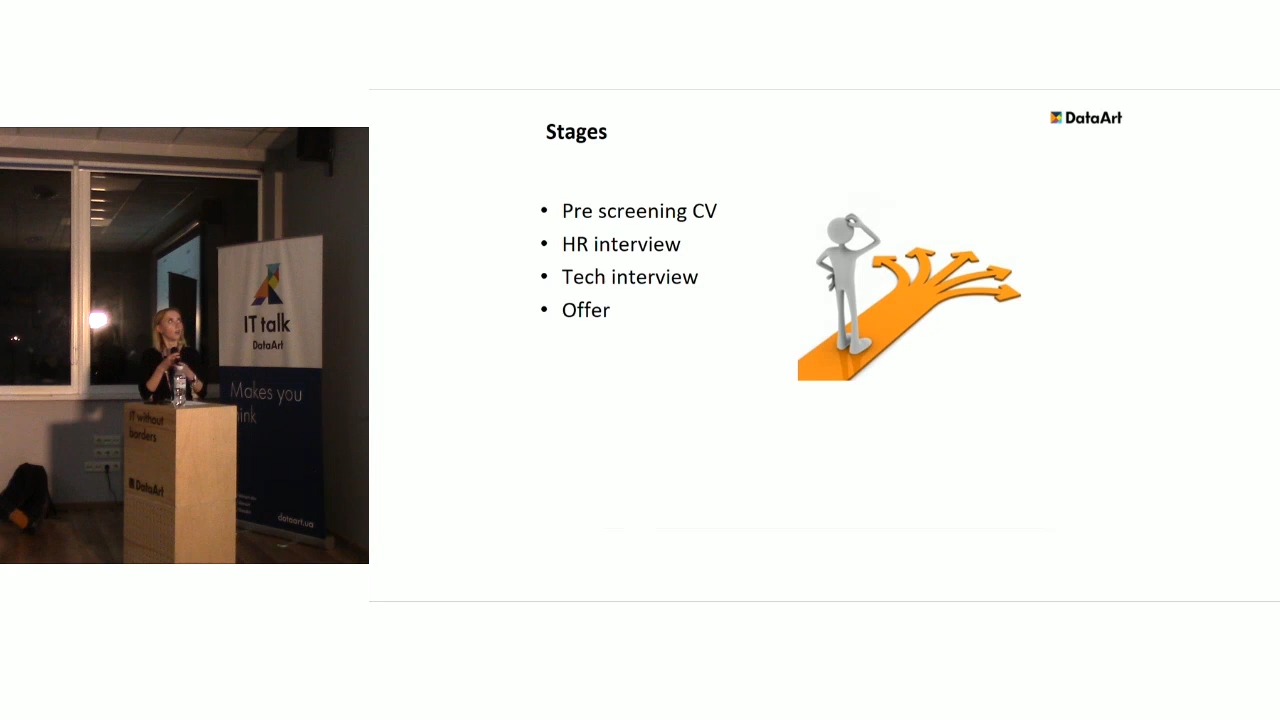 Stages
DataArt
• Pre screening CV
• HR interview
• Tech interview
• Offer
IT talk
DataArt
Makes you
IT without
borders
DataArt
dataart.ua